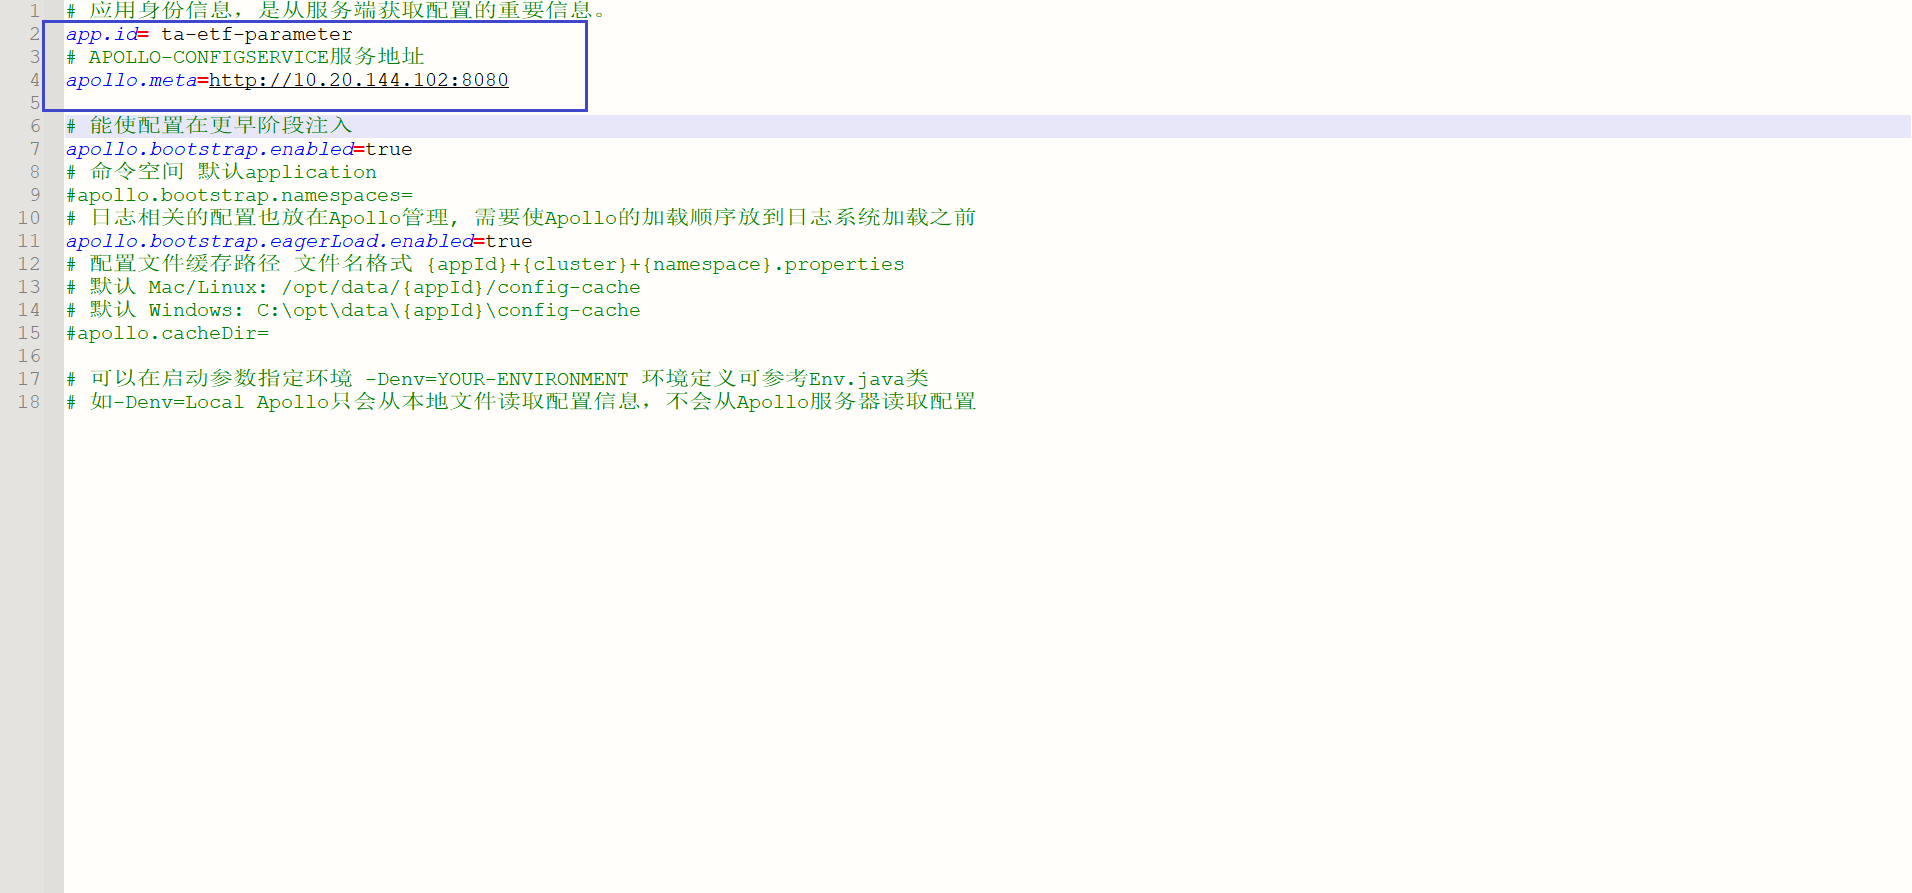 1 # 应用身份信息，是从服务端获取配置的重要信息。
2 app.id= ta-etf-parameter
3 # APOLLO-CONFIGSERVICE服务地址
4 apollo.meta=http://10.20.144.102:8080
5
6 # 能使配置在更早阶段注入
7 apollo.bootstrap.enabled=true
8 # 命令空间 默认application
9 #apollo.bootstrap.namespaces=
10 # 日志相关的配置也放在Apollo管理, 需要使Apollo的加载顺序放到日志系统加载之前
11 apollo.bootstrap.eagerLoad.enabled=true
12 # 配置文件缓存路径 文件名格式 {appId}+{cluster}+{namespace}.properties
13 # 默认 Mac/Linux: /opt/data/{appId}/config-cache
14 # 默认 Windows: C:\opt\data\{appId}\config-cache
15 #apollo.cacheDir=
16
17 # 可以在启动参数指定环境 -Denv=YOUR-ENVIRONMENT 环境定义可参考Env.java类
18 # 如-Denv=Local Apollo只会从本地文件读取配置信息，不会从Apollo服务器读取配置